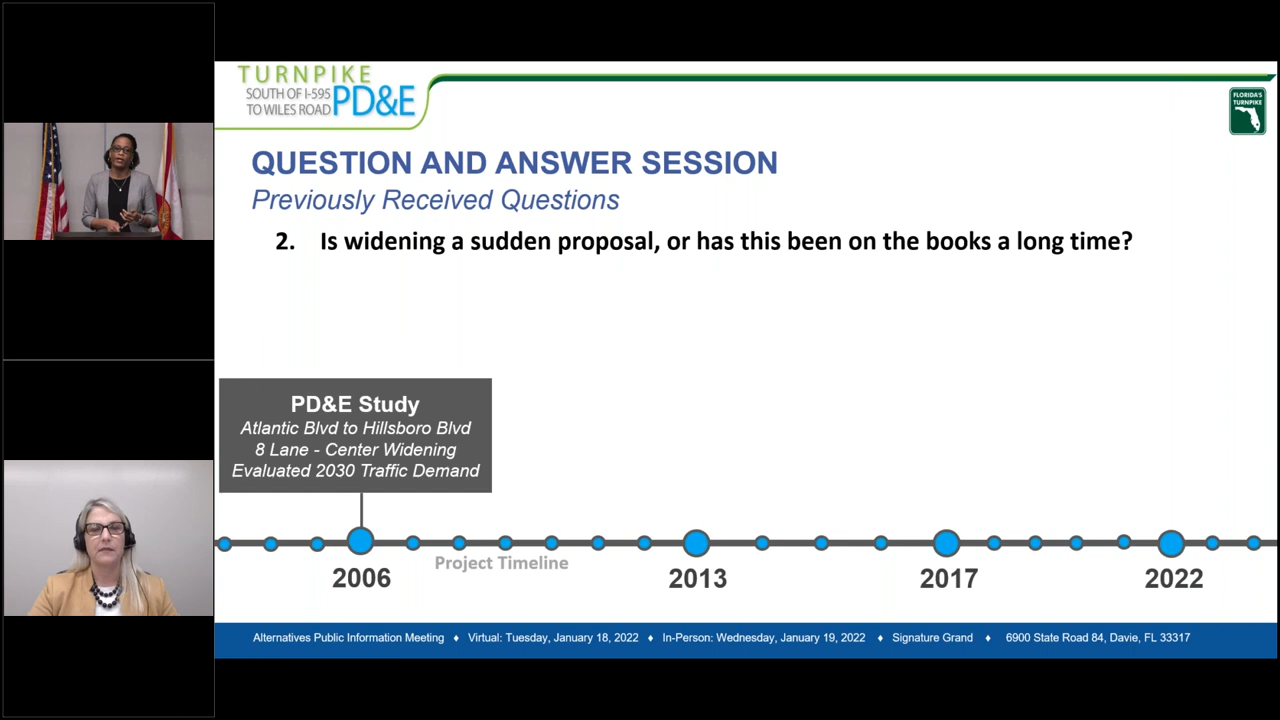 TURNPIKE
SOUTH OF I-595
TO WILES ROAD
PD&E
FLORIDA'S
TURNPIKE
QUESTION AND ANSWER SESSION
Previously Received Questions
2. Is widening a sudden proposal, or has this been on the books a long time?
PD&E Study
Atlantic Blvd to Hillsboro Blvd
8 Lane - Center Widening
Evaluated 2030 Traffic Demand
Project Timeline
2006 2013 2017 2022
Alternatives Public Information Meeting ♦ Virtual: Tuesday, January 18, 2022 ♦ In-Person: Wednesday, January 19, 2022 ♦ Signature Grand ♦ 6900 State Road 84, Davie, FL 33317